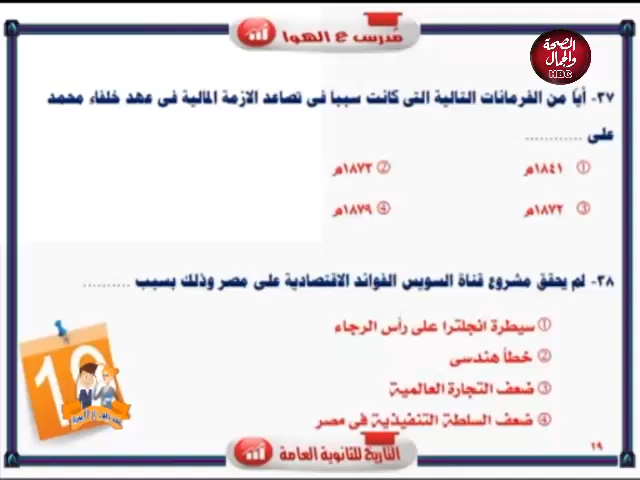 مدرس ع الهوا
الصحة
والجمال
HBC
٣٧- أيا من الفرمانات التالية التى كانت سببا فى تصاعد الازمة المالية فى عهد خلفاء محمد
على ............
① ١٨٤١م
② ١٨٧٣م
③ ١٨٧٢م
④ ١٨٧٩م
٣٨- لم يحقق مشروع قناة السويس الفوائد الاقتصادية على مصر وذلك بسبب ..........
① سيطرة انجلترا على رأس الرجاء
② خطأ هندسى
③ ضعف التجارة العالمية
④ ضعف السلطة التنفيذية فى مصر
١٩
التاريخ للثانوية العامة